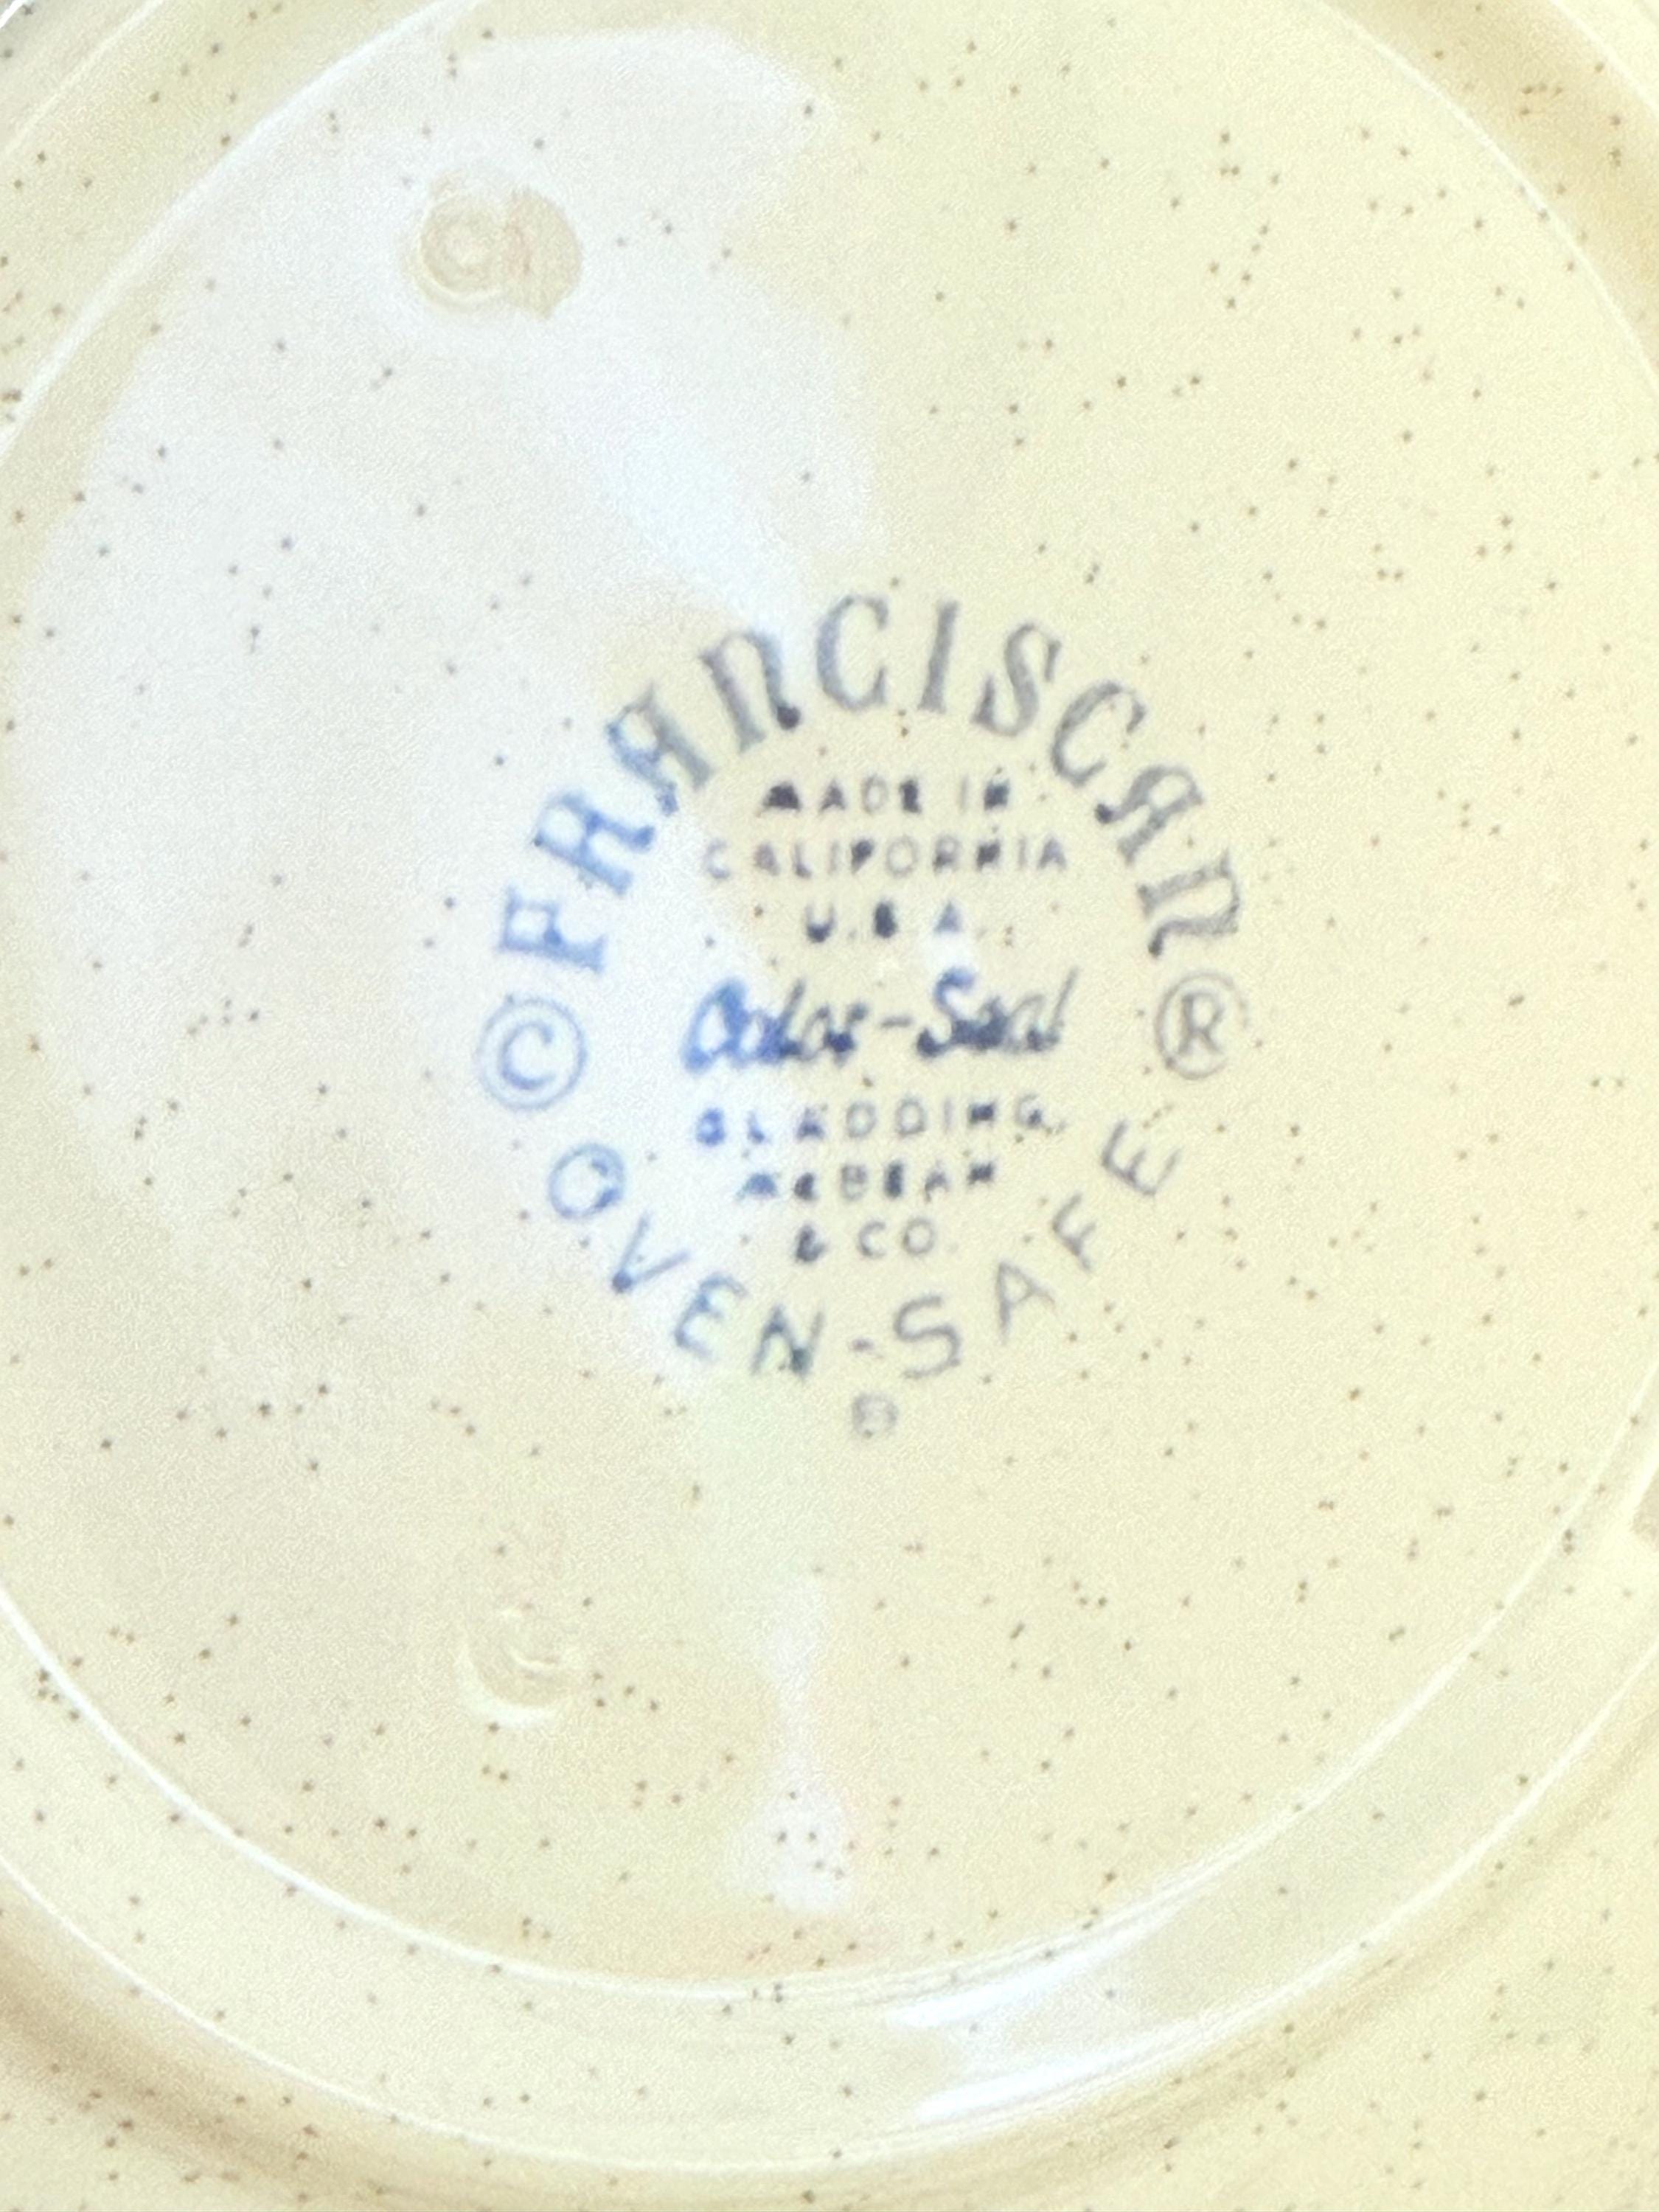 © FRANCISCAN ®
MADE IN
CALIFORNIA
U.S.A.
Color-Seal
GLADDING,
McBEAN
& CO.
OVEN-SAFE